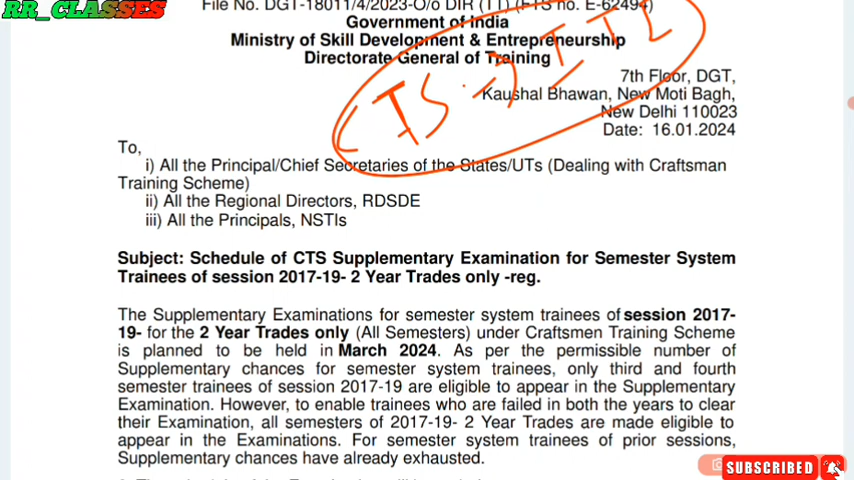 RR_CLASSES
File No. DGT-18011/4/2023-O/o DIR (TT) (FTS no. E-62494)
Government of India
Ministry of Skill Development & Entrepreneurship
Directorate General of Training
7th Floor, DGT,
Kaushal Bhawan, New Moti Bagh,
New Delhi 110023
Date: 16.01.2024
To,
i) All the Principal/Chief Secretaries of the States/UTs (Dealing with Craftsman
Training Scheme)
ii) All the Regional Directors, RDSDE
iii) All the Principals, NSTIs
Subject: Schedule of CTS Supplementary Examination for Semester System
Trainees of session 2017-19- 2 Year Trades only -reg.
The Supplementary Examinations for semester system trainees of session 2017-
19- for the 2 Year Trades only (All Semesters) under Craftsmen Training Scheme
is planned to be held in March 2024. As per the permissible number of
Supplementary chances for semester system trainees, only third and fourth
semester trainees of session 2017-19 are eligible to appear in the Supplementary
Examination. However, to enable trainees who are failed in both the years to clear
their Examination, all semesters of 2017-19- 2 Year Trades are made eligible to
appear in the Examinations. For semester system trainees of prior sessions,
Supplementary chances have already exhausted.
SUBSCRIBED